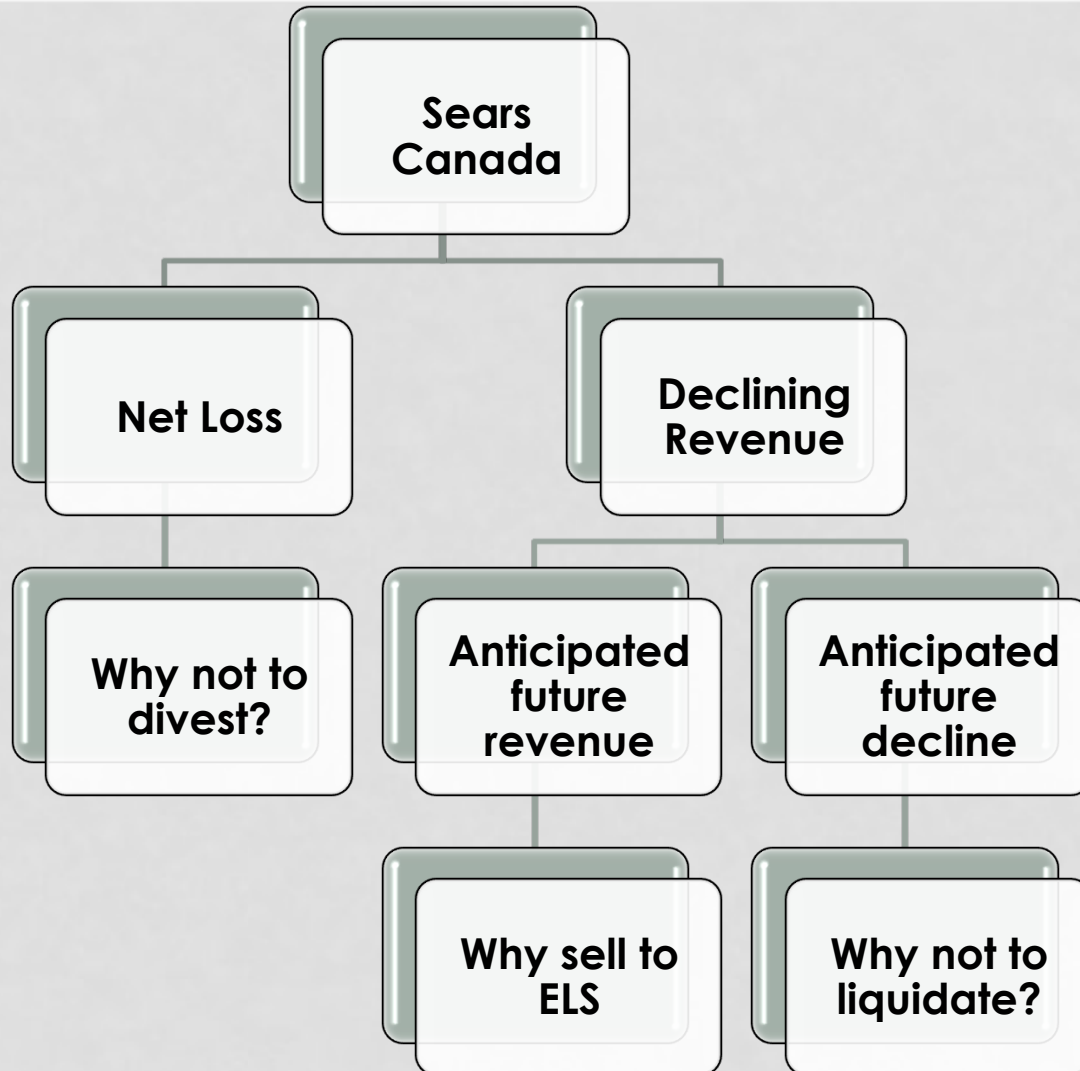 Sears
Canada
Net Loss
Declining
Revenue
Why not to
divest?
Anticipated
future
revenue
Anticipated
future
decline
Why sell to
ELS
Why not to
liquidate?